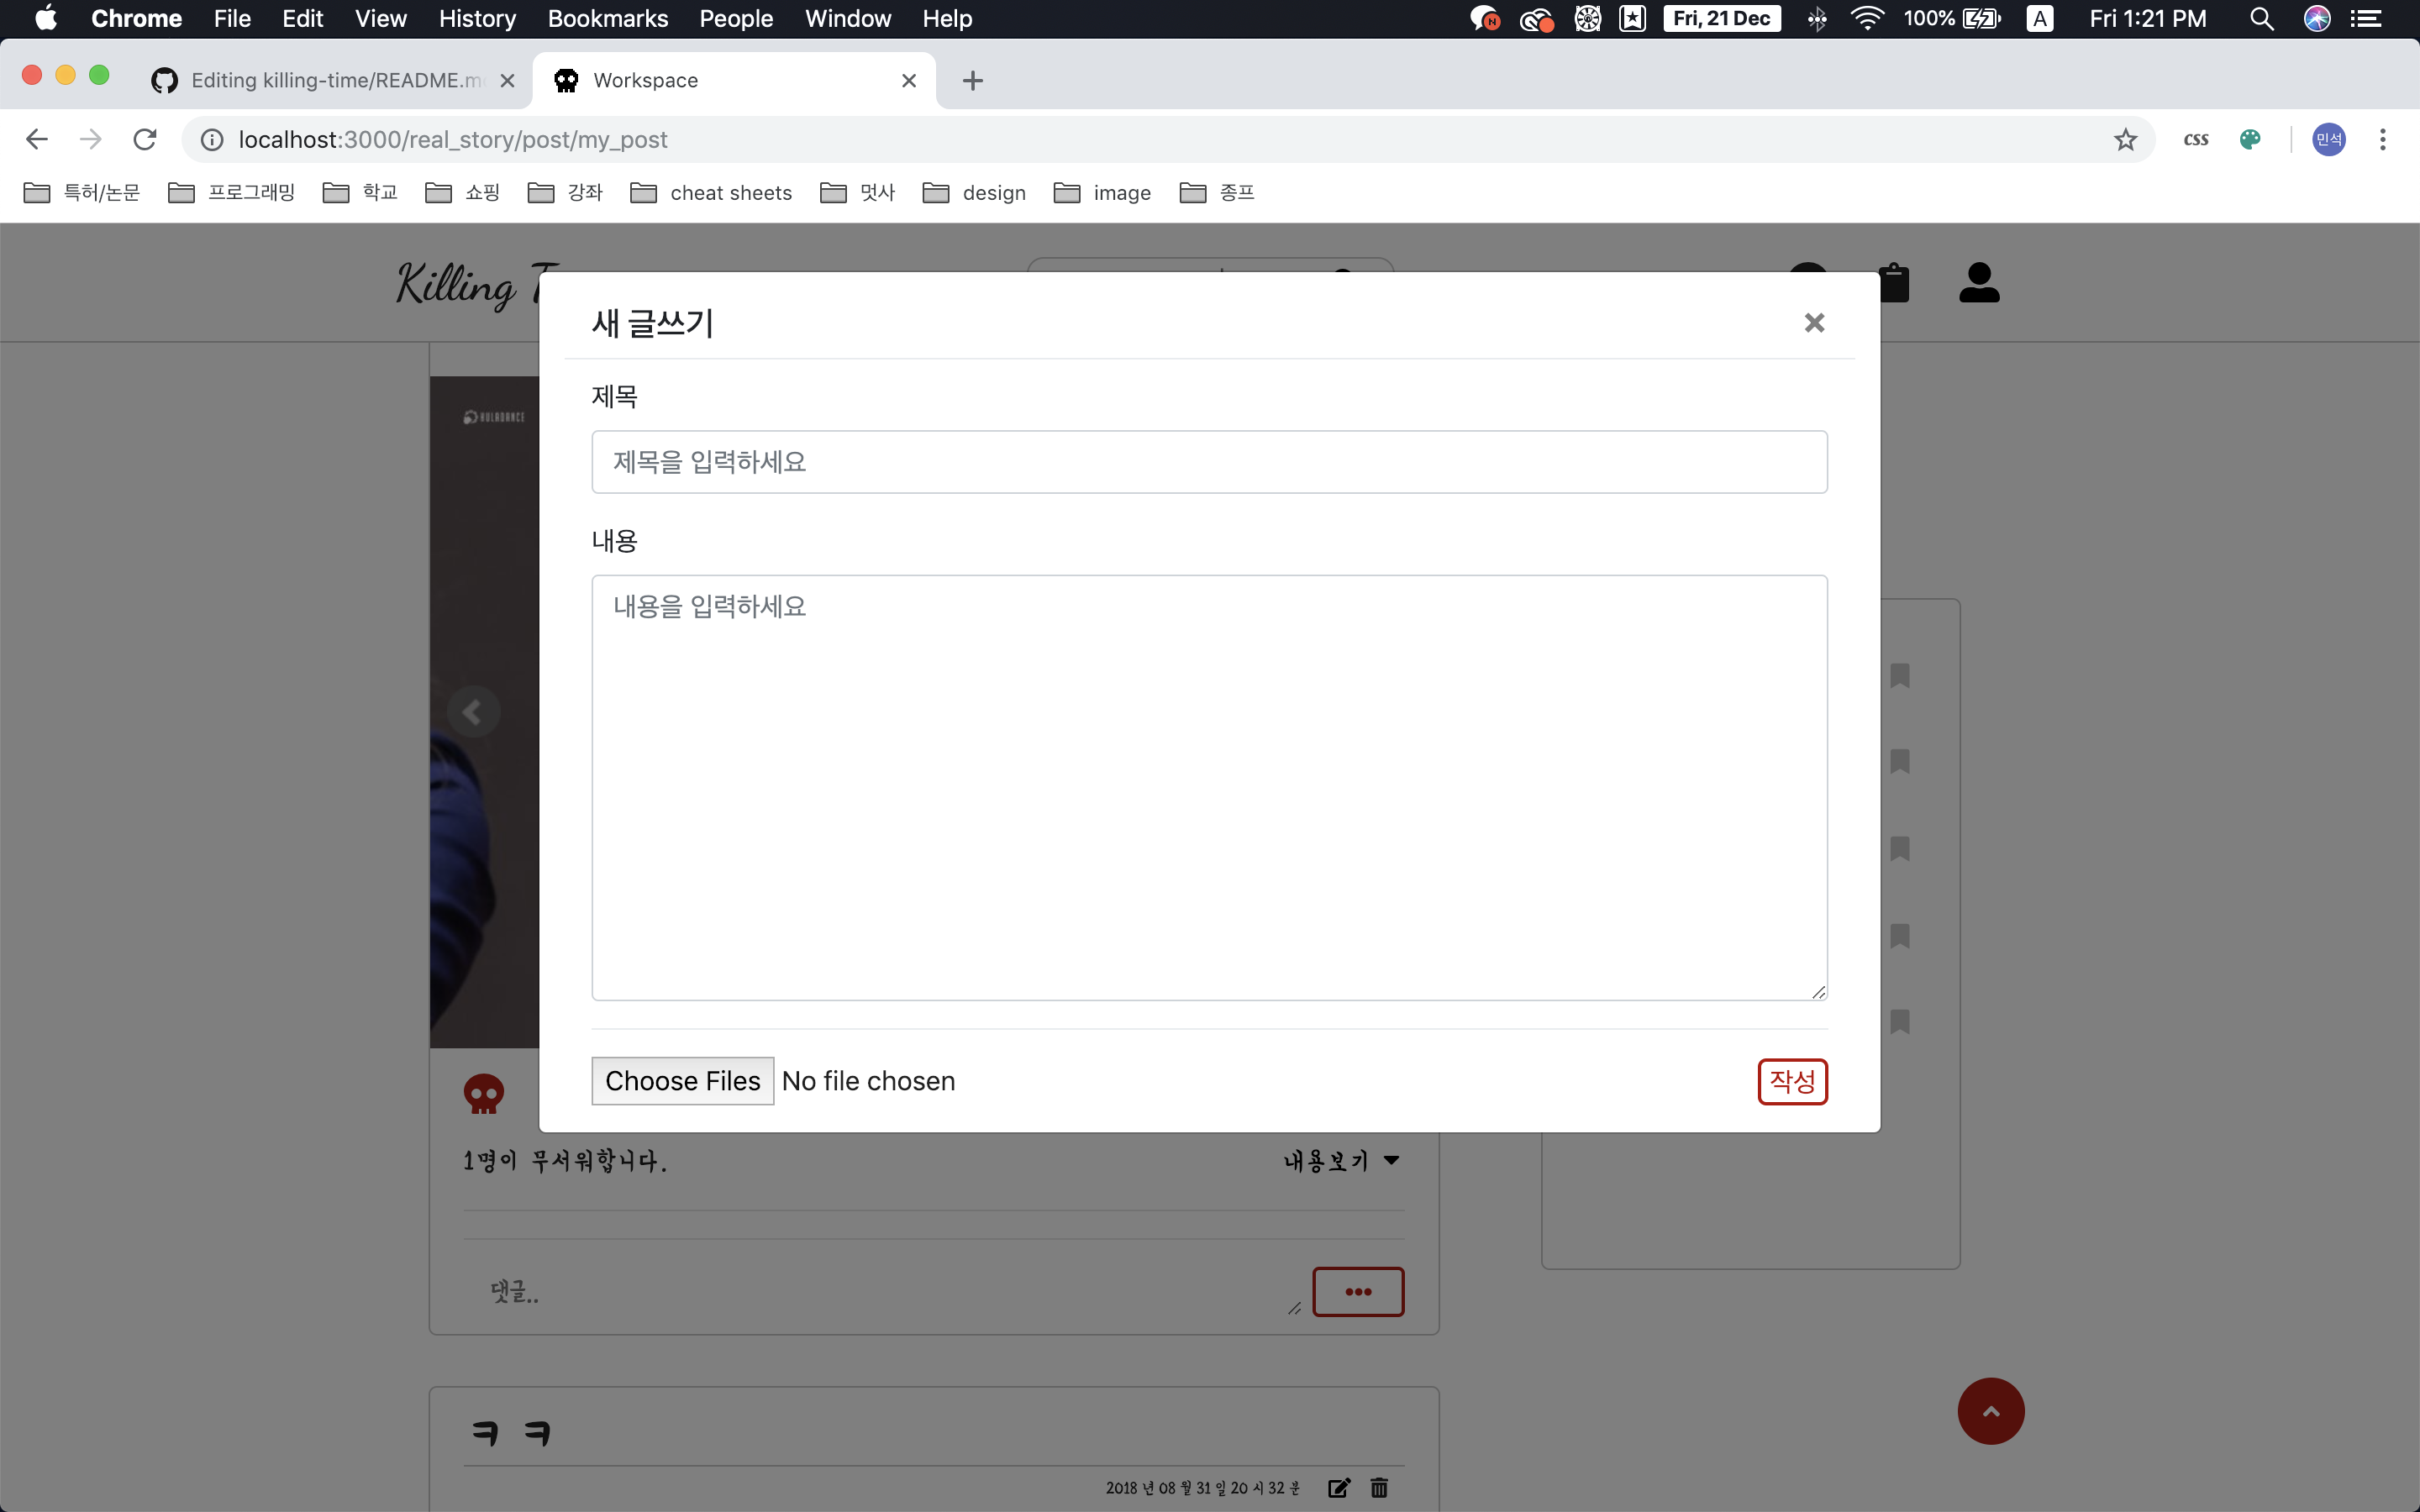 Chrome File Edit View History Bookmarks People Window Help Fri, 21 Dec 100% A Fri 1:21 PM
Editing killing-time/README.m
Workspace
localhost:3000/real_story/post/my_post
css
민석
특허/논문 프로그래밍 학교 쇼핑 강좌 cheat sheets 멋사 design image 종프
Killing
새 글쓰기
제목
제목을 입력하세요
HULADANCE
내용
내용을 입력하세요
Choose Files No file chosen
작성
1명이 무서워합니다.
내용보기
댓글..
ㅋ ㅋ
2018 년 08 월 31 일 20 시 32 분